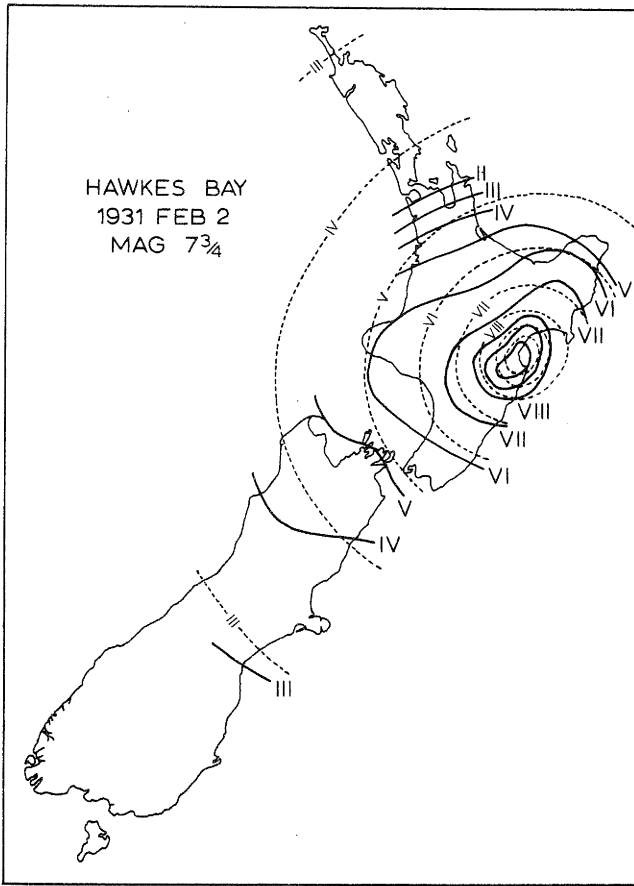 III
HAWKES BAY
1931 FEB 2
MAG 7¾
II
III
IV
IV
V
V
VI
VII
VI
VII
VIII
VIII
VII
VI
V
IV
III
III